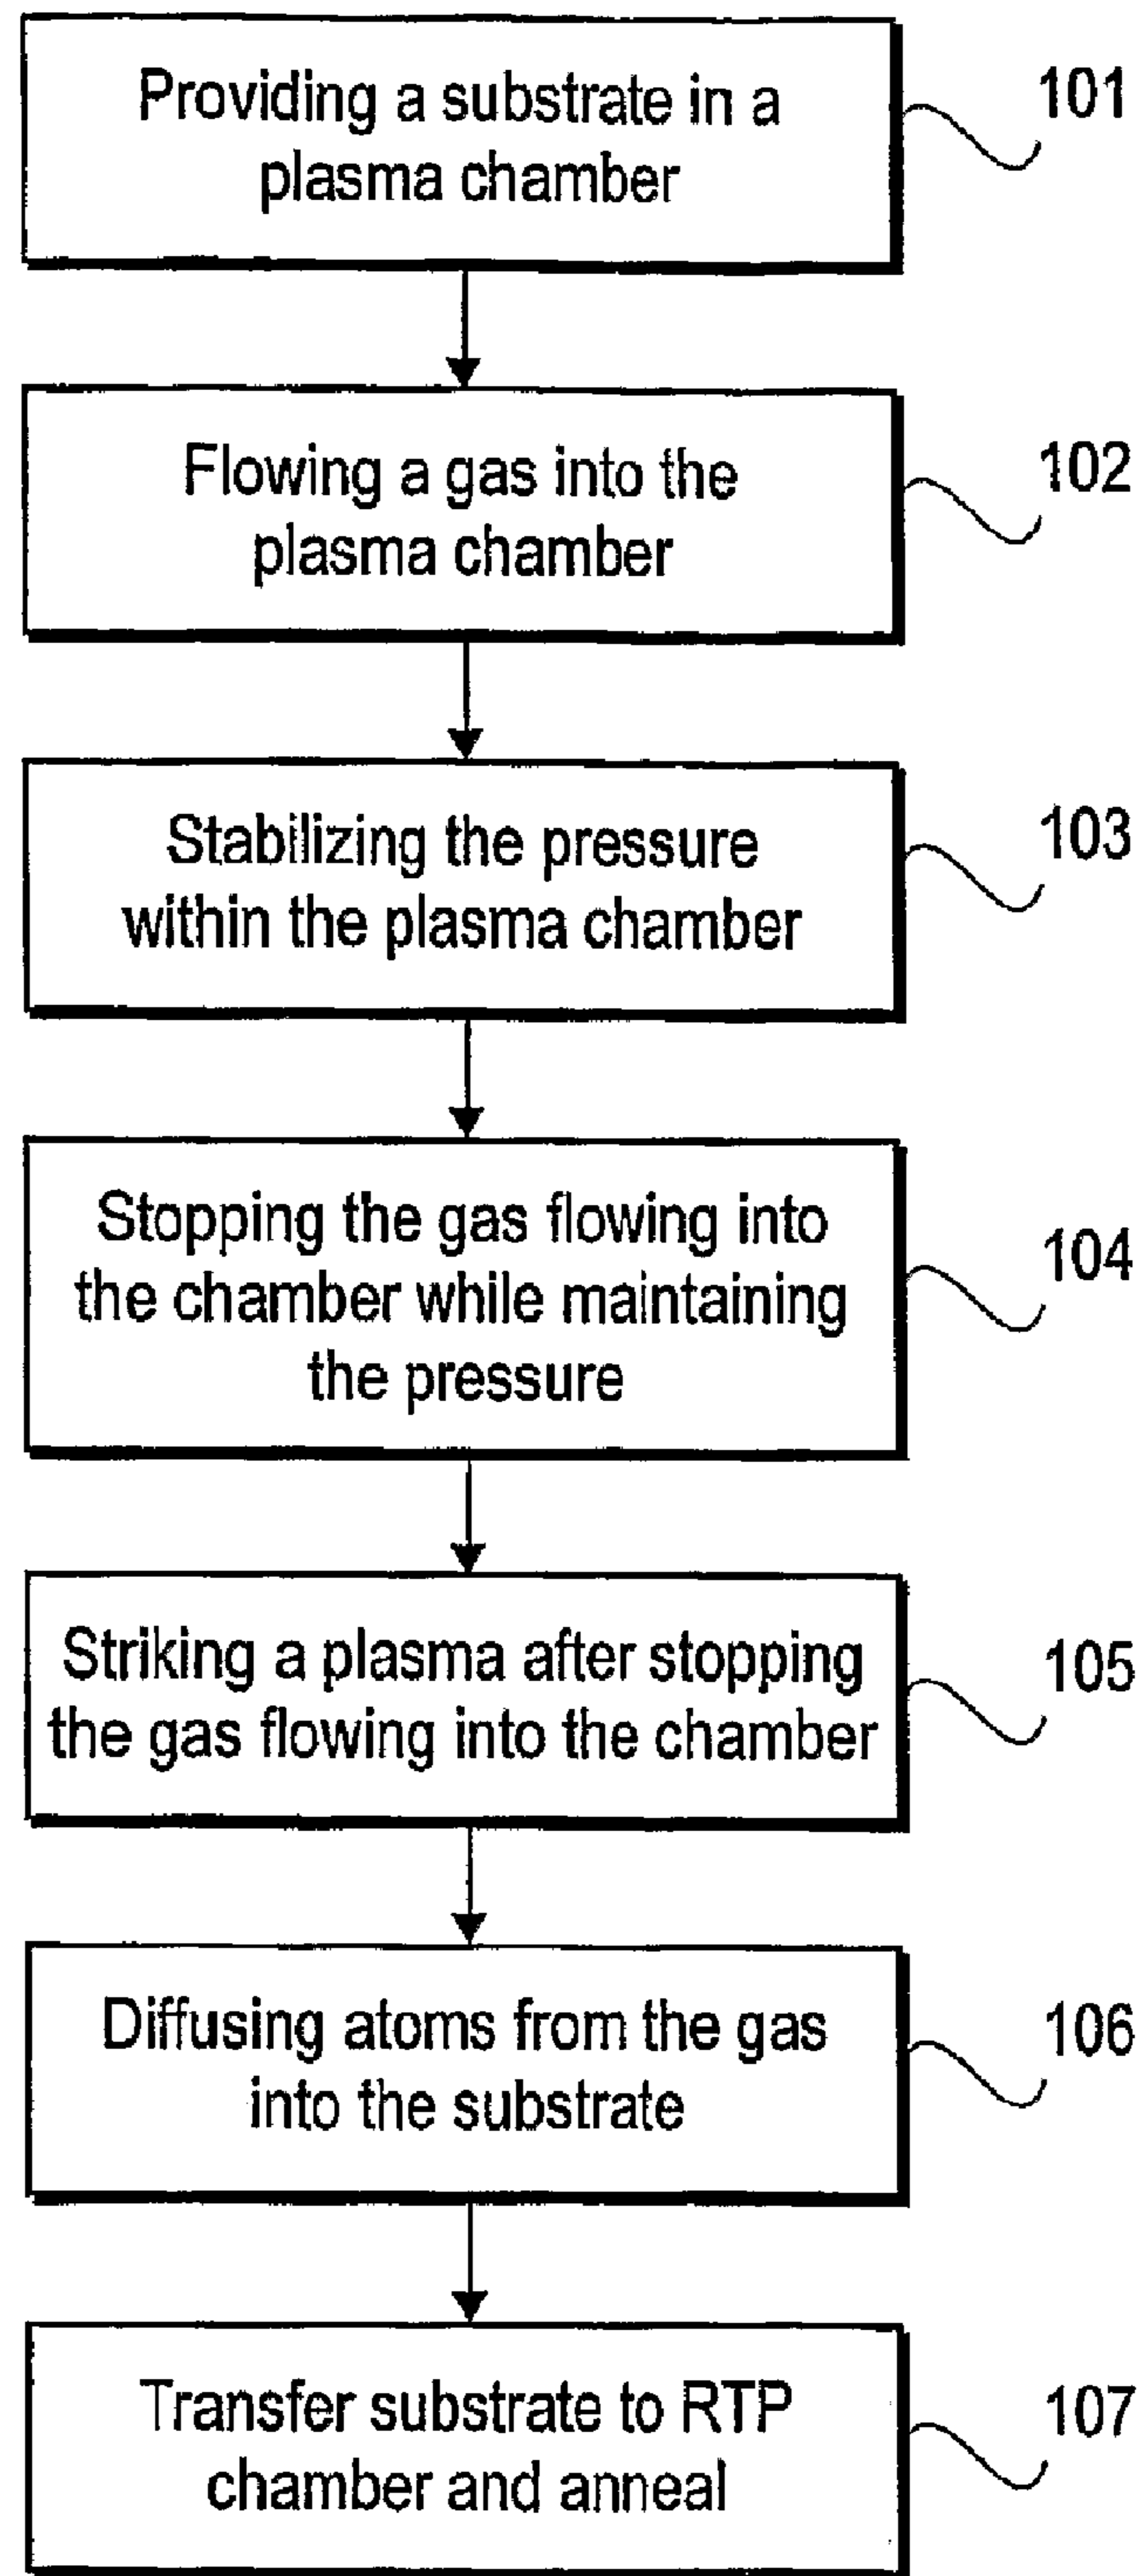 Providing a substrate in a
plasma chamber
101
Flowing a gas into the
plasma chamber
102
Stabilizing the pressure
within the plasma chamber
103
Stopping the gas flowing into
the chamber while maintaining
the pressure
104
Striking a plasma after stopping
the gas flowing into the chamber
105
Diffusing atoms from the gas
into the substrate
106
Transfer substrate to RTP
chamber and anneal
107